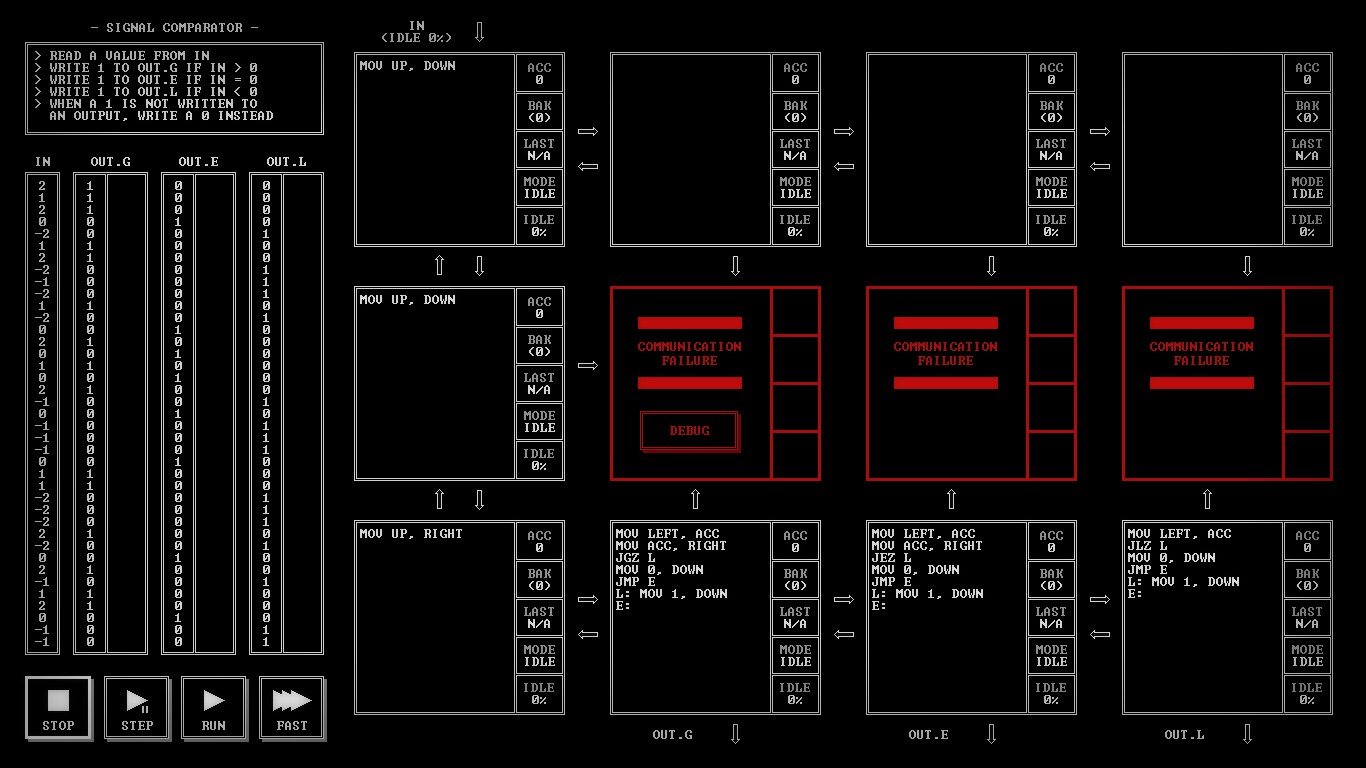 — SIGNAL COMPARATOR —
> READ A VALUE FROM IN
> WRITE 1 TO OUT.G IF IN > 0
> WRITE 1 TO OUT.E IF IN = 0
> WRITE 1 TO OUT.L IF IN < 0
> WHEN A 1 IS NOT WRITTEN TO
AN OUTPUT, WRITE A 0 INSTEAD
IN OUT.G OUT.E OUT.L
2 1 0 0
1 1 0 0
2 1 0 0
0 0 1 0
-2 0 0 1
1 1 0 0
2 1 0 0
-2 0 0 1
-1 0 0 1
-2 0 0 1
1 1 0 0
-2 0 0 1
0 0 1 0
2 1 0 0
0 0 1 0
1 1 0 0
0 0 1 0
2 1 0 0
-1 0 0 1
0 0 1 0
-1 0 0 1
-1 0 0 1
-1 0 0 1
0 0 1 0
1 1 0 0
1 1 0 0
-2 0 0 1
-2 0 0 1
-2 0 0 1
2 1 0 0
-2 0 0 1
0 0 1 0
2 1 0 0
-1 0 0 1
1 1 0 0
2 1 0 0
0 0 1 0
-1 0 0 1
-1 0 0 1
STOP
STEP
RUN
FAST
IN
(IDLE 0%)
MOV UP, DOWN
ACC
0
BAK
(0)
LAST
N/A
MODE
IDLE
IDLE
0%
ACC
0
BAK
(0)
LAST
N/A
MODE
IDLE
IDLE
0%
ACC
0
BAK
(0)
LAST
N/A
MODE
IDLE
IDLE
0%
ACC
0
BAK
(0)
LAST
N/A
MODE
IDLE
IDLE
0%
MOV UP, DOWN
ACC
0
BAK
(0)
LAST
N/A
MODE
IDLE
IDLE
0%
COMMUNICATION
FAILURE
DEBUG
COMMUNICATION
FAILURE
COMMUNICATION
FAILURE
MOV UP, RIGHT
ACC
0
BAK
(0)
LAST
N/A
MODE
IDLE
IDLE
0%
MOV LEFT, ACC
MOV ACC, RIGHT
JGZ L
MOV 0, DOWN
JMP E
L: MOV 1, DOWN
E:
ACC
0
BAK
(0)
LAST
N/A
MODE
IDLE
IDLE
0%
MOV LEFT, ACC
MOV ACC, RIGHT
JEZ L
MOV 0, DOWN
JMP E
L: MOV 1, DOWN
E:
ACC
0
BAK
(0)
LAST
N/A
MODE
IDLE
IDLE
0%
MOV LEFT, ACC
JLZ L
MOV 0, DOWN
JMP E
L: MOV 1, DOWN
E:
ACC
0
BAK
(0)
LAST
N/A
MODE
IDLE
IDLE
0%
OUT.G
OUT.E
OUT.L